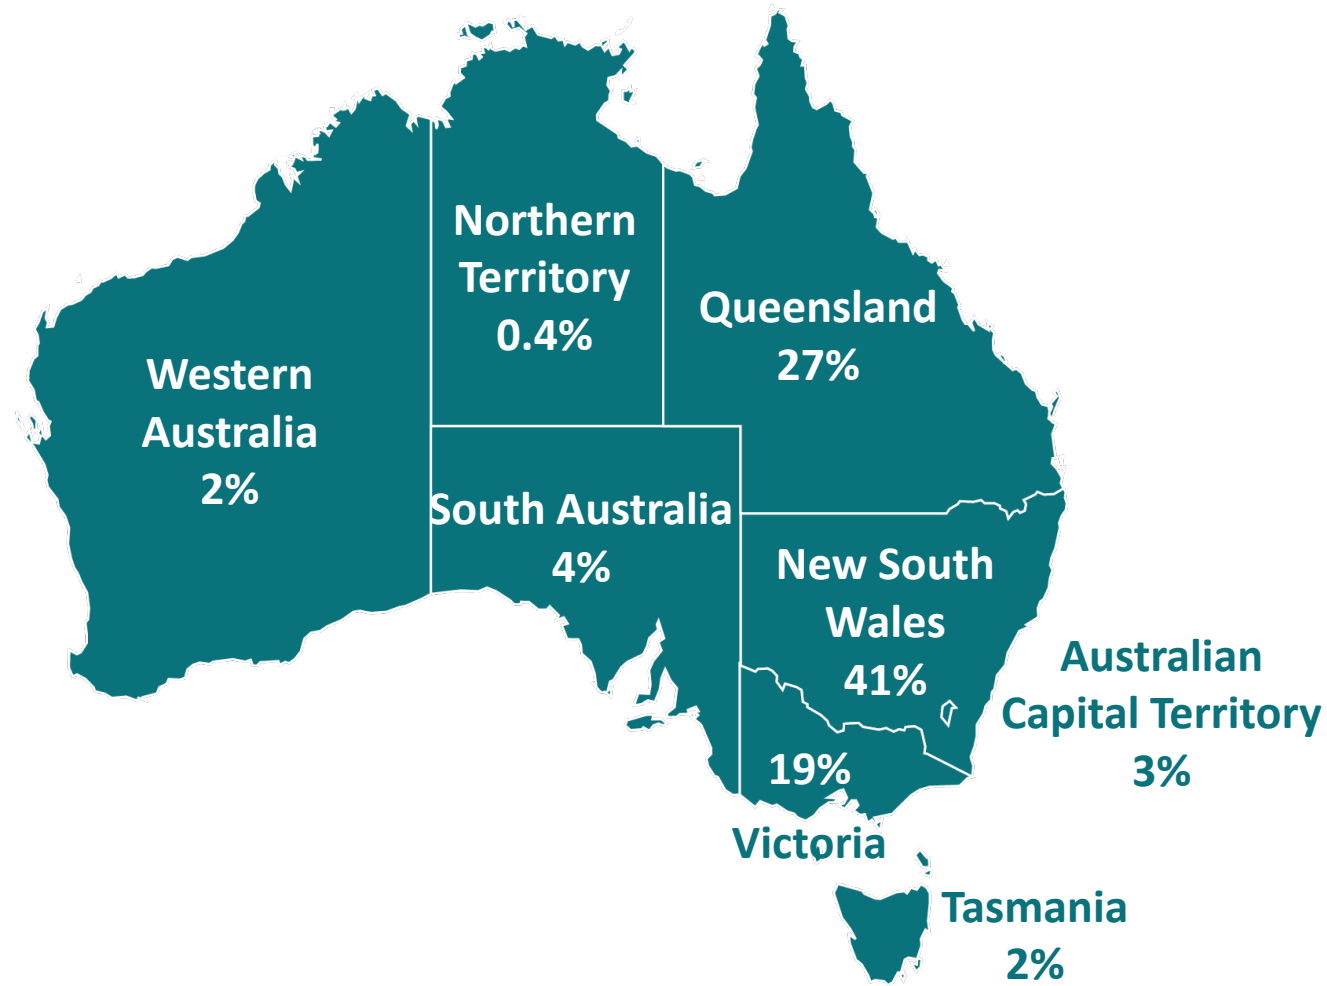 Northern
Territory
0.4%
Queensland
27%
Western
Australia
2%
South Australia
4%
New South
Wales
41%
Australian
Capital Territory
3%
19%
Victoria
Tasmania
2%